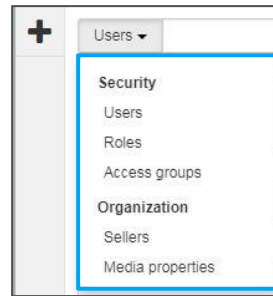 Users
Security
Users
Roles
Access groups
Organization
Sellers
Media properties